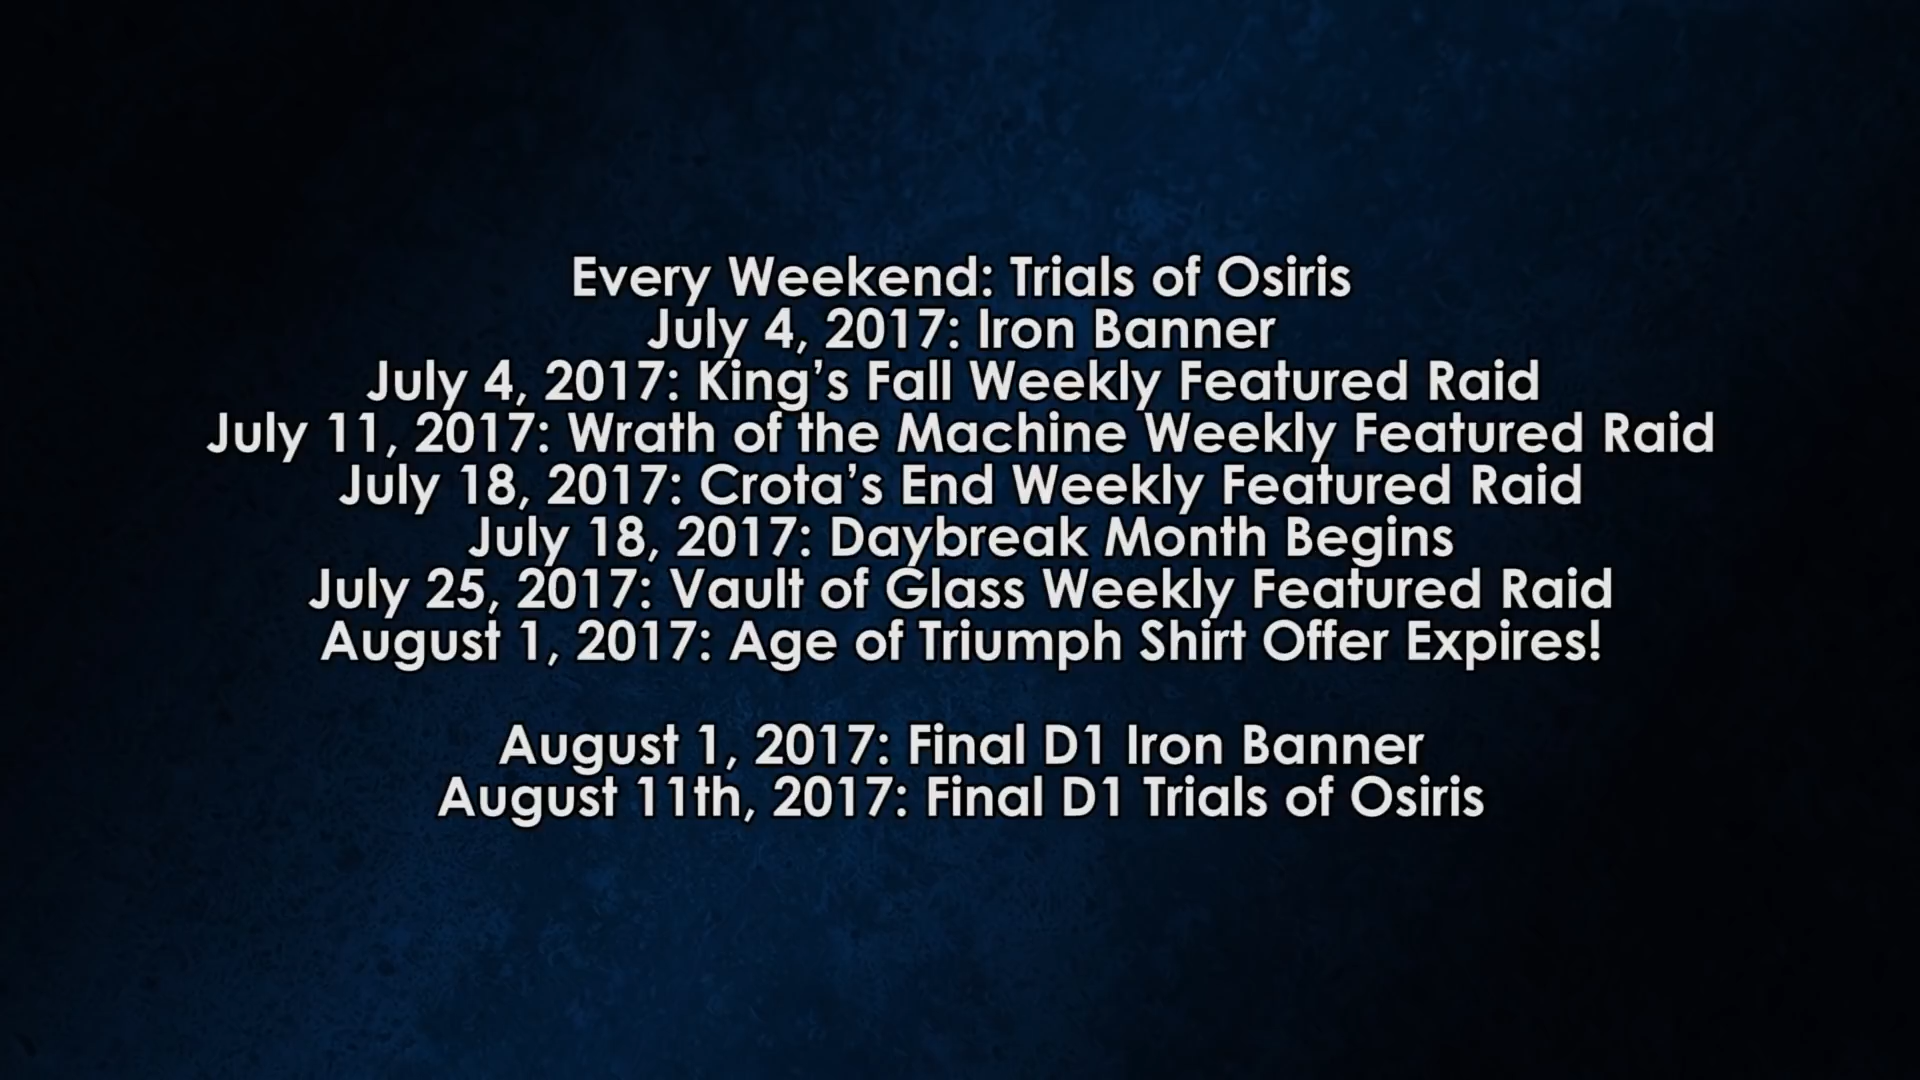 Every Weekend: Trials of Osiris
July 4, 2017: Iron Banner
July 4, 2017: King’s Fall Weekly Featured Raid
July 11, 2017: Wrath of the Machine Weekly Featured Raid
July 18, 2017: Crota’s End Weekly Featured Raid
July 18, 2017: Daybreak Month Begins
July 25, 2017: Vault of Glass Weekly Featured Raid
August 1, 2017: Age of Triumph Shirt Offer Expires!
August 1, 2017: Final D1 Iron Banner
August 11th, 2017: Final D1 Trials of Osiris